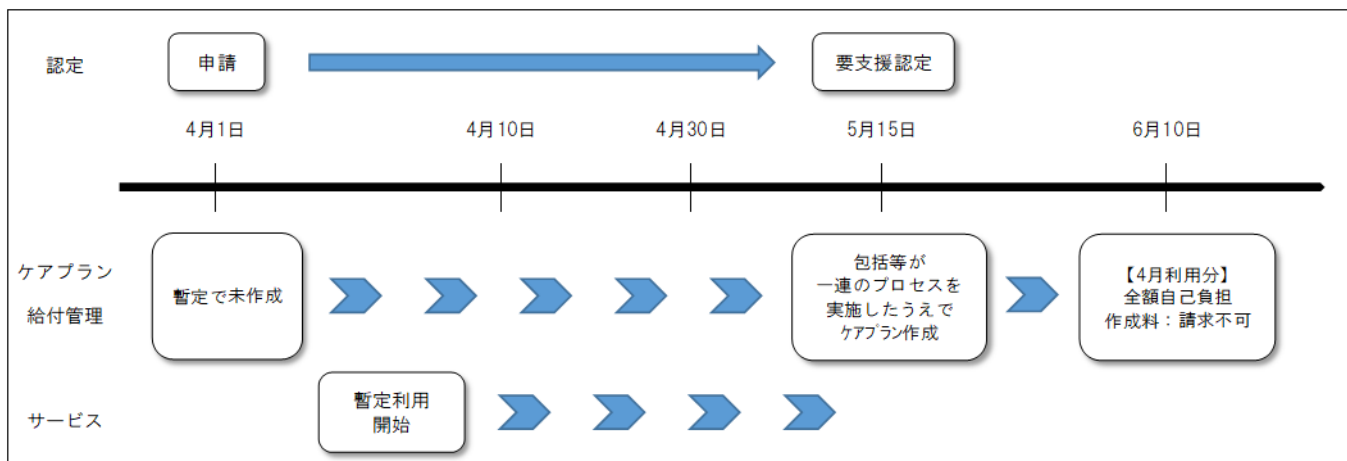 認定
申請
要支援認定
4月1日
4月10日
4月30日
5月15日
6月10日
ケアプラン
給付管理
暫定で未作成
包括等が
一連のプロセスを
実施したうえで
ケアプラン作成
【4月利用分】
全額自己負担
作成料：請求不可
サービス
暫定利用
開始